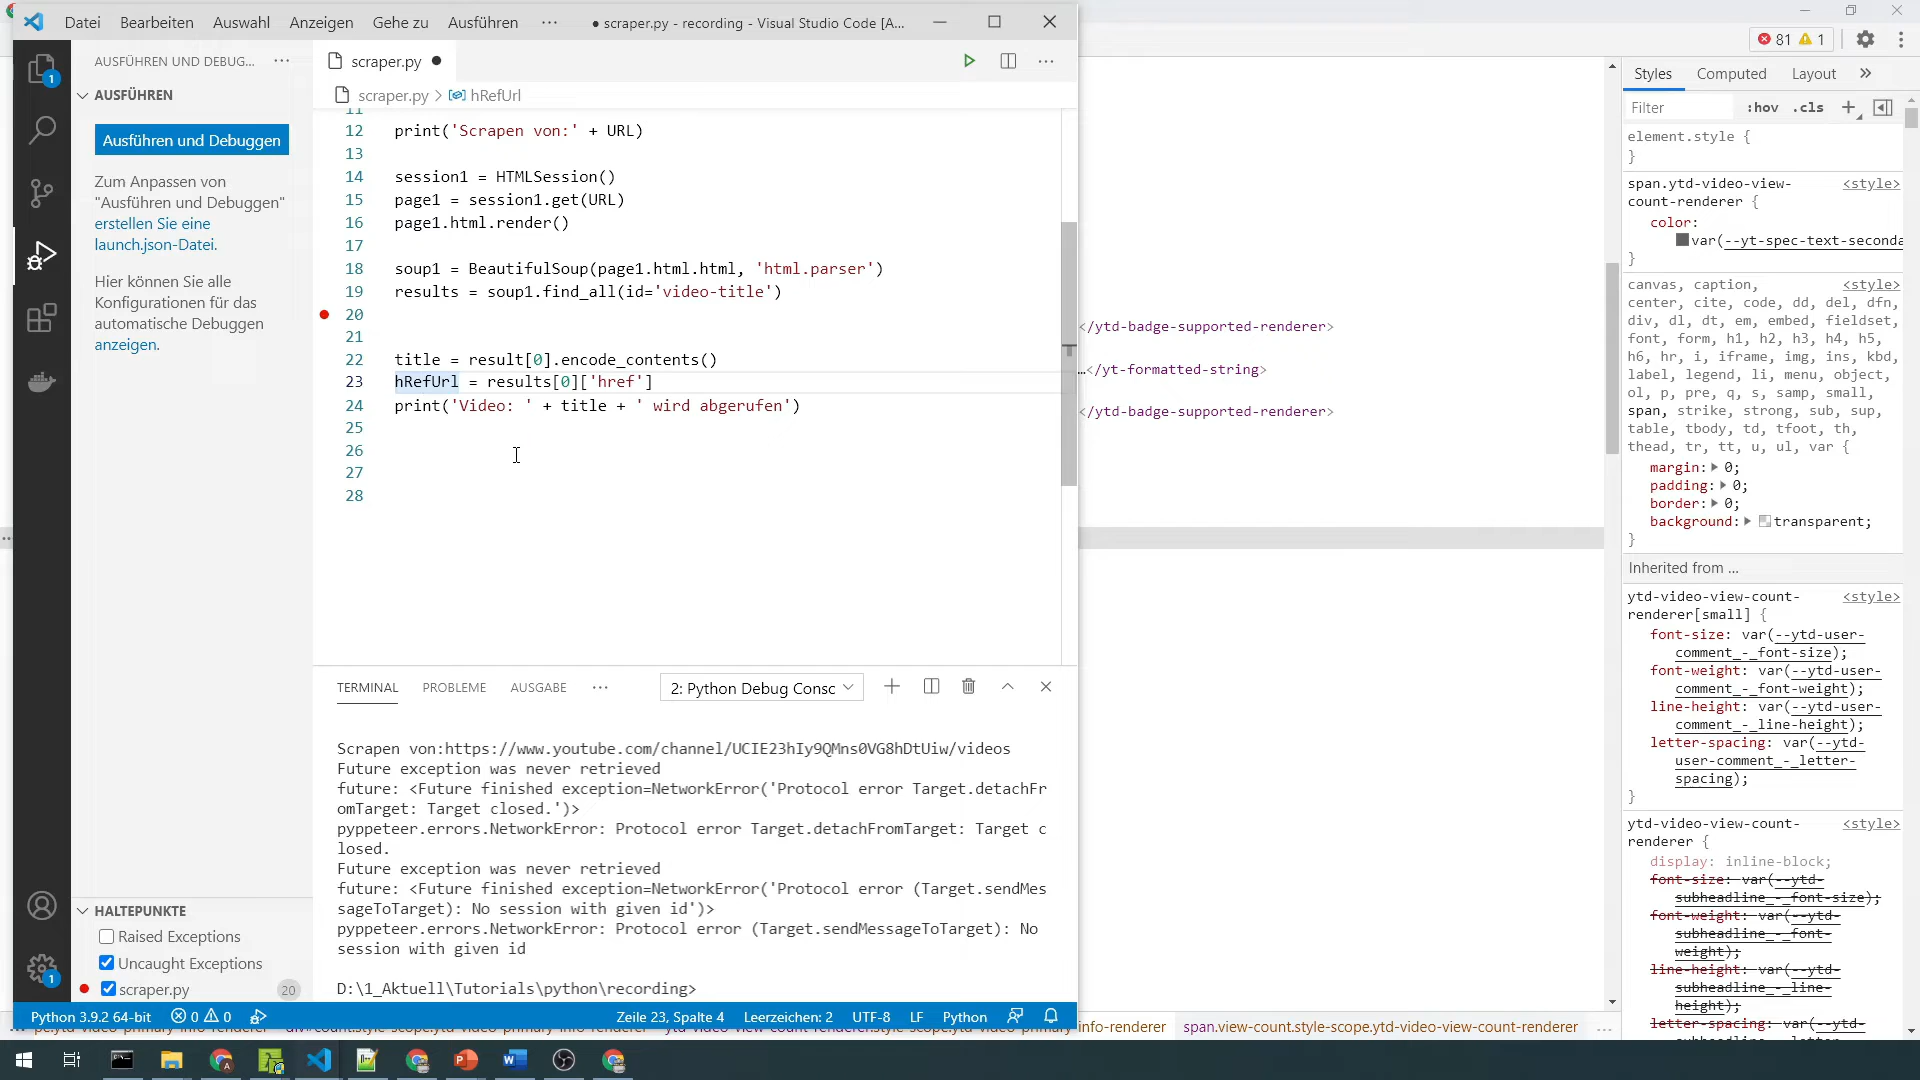 Datei Bearbeiten Auswahl Anzeigen Gehe zu Ausführen ··· ● scraper.py - recording - Visual Studio Code [A...
81 1
AUSFÜHREN UND DEBUG... ···
scraper.py ●
Styles Computed Layout »
AUSFÜHREN
scraper.py > hRefUrl
Filter :hov .cls
11
Ausführen und Debuggen
12 print('Scrapen von:' + URL)
13
14 session1 = HTMLSession()
15 page1 = session1.get(URL)
16 page1.html.render()
17
18 soup1 = BeautifulSoup(page1.html.html, 'html.parser')
19 results = soup1.find_all(id='video-title')
20
21
22 title = result[0].encode_contents()
23 hRefUrl = results[0]['href']
24 print('Video: ' + title + ' wird abgerufen')
25
26
27
28
Zum Anpassen von
"Ausführen und Debuggen"
erstellen Sie eine
launch.json-Datei.
Hier können Sie alle
Konfigurationen für das
automatische Debuggen
anzeigen.
</ytd-badge-supported-renderer>
…</yt-formatted-string>
</ytd-badge-supported-renderer>
element.style {
}
span.ytd-video-view- <style>
count-renderer {
color:
var(--yt-spec-text-seconda
}
canvas, caption, <style>
center, cite, code, dd, del, dfn,
div, dl, dt, em, embed, fieldset,
font, form, h1, h2, h3, h4, h5,
h6, hr, i, iframe, img, ins, kbd,
label, legend, li, menu, object,
ol, p, pre, q, s, samp, small,
span, strike, strong, sub, sup,
table, tbody, td, tfoot, th,
thead, tr, tt, u, ul, var {
margin: 0;
padding: 0;
border: 0;
background: transparent;
}
Inherited from ...
ytd-video-view-count- <style>
renderer[small] {
font-size: var(--ytd-user-
comment_-_font-size);
font-weight: var(--ytd-user-
comment_-_font-weight);
line-height: var(--ytd-user-
comment_-_line-height);
letter-spacing: var(--ytd-
user-comment_-_letter-
spacing);
}
ytd-video-view-count- <style>
renderer {
display: inline-block;
font-size: var(--ytd-
subheadline_-_font-size);
font-weight: var(--ytd-
subheadline_-_font-
weight);
line-height: var(--ytd-
subheadline_-_line-
height);
letter-spacing: var(--ytd-
TERMINAL PROBLEME AUSGABE ··· 2: Python Debug Consc
Scrapen von:https://www.youtube.com/channel/UCIE23hIy9QMns0VG8hDtUiw/videos
Future exception was never retrieved
future: <Future finished exception=NetworkError('Protocol error Target.detachFr
omTarget: Target closed.')>
pyppeteer.errors.NetworkError: Protocol error Target.detachFromTarget: Target c
losed.
Future exception was never retrieved
future: <Future finished exception=NetworkError('Protocol error (Target.sendMes
sageToTarget): No session with given id')>
pyppeteer.errors.NetworkError: Protocol error (Target.sendMessageToTarget): No
session with given id
D:\1_Aktuell\Tutorials\python\recording>
HALTEPUNKTE
Raised Exceptions
Uncaught Exceptions
scraper.py 20
1
1
Python 3.9.2 64-bit 0 0 Zeile 23, Spalte 4 Leerzeichen: 2 UTF-8 LF Python
info-renderer span.view-count.style-scope.ytd-video-view-count-renderer ...